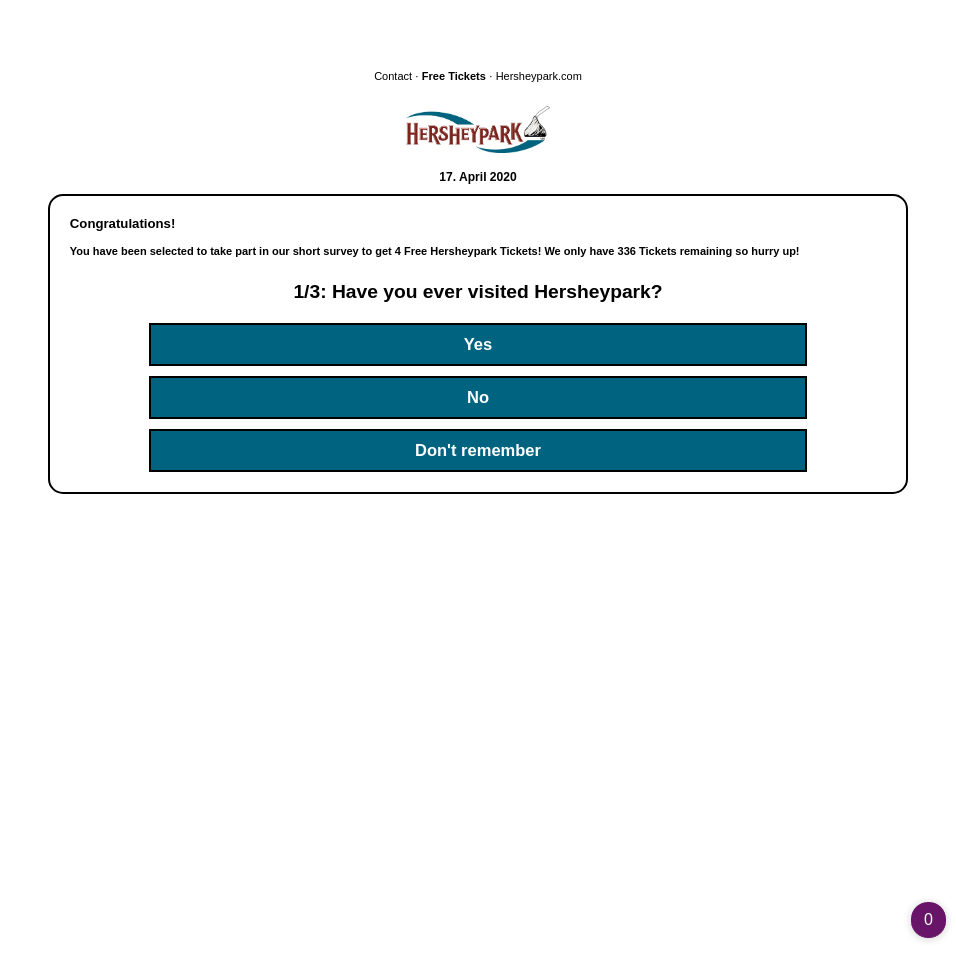 Contact · Free Tickets · Hersheypark.com
HERSHEYPARK
17. April 2020
Congratulations!
You have been selected to take part in our short survey to get 4 Free Hersheypark Tickets! We only have 336 Tickets remaining so hurry up!
1/3: Have you ever visited Hersheypark?
Yes
No
Don't remember
0